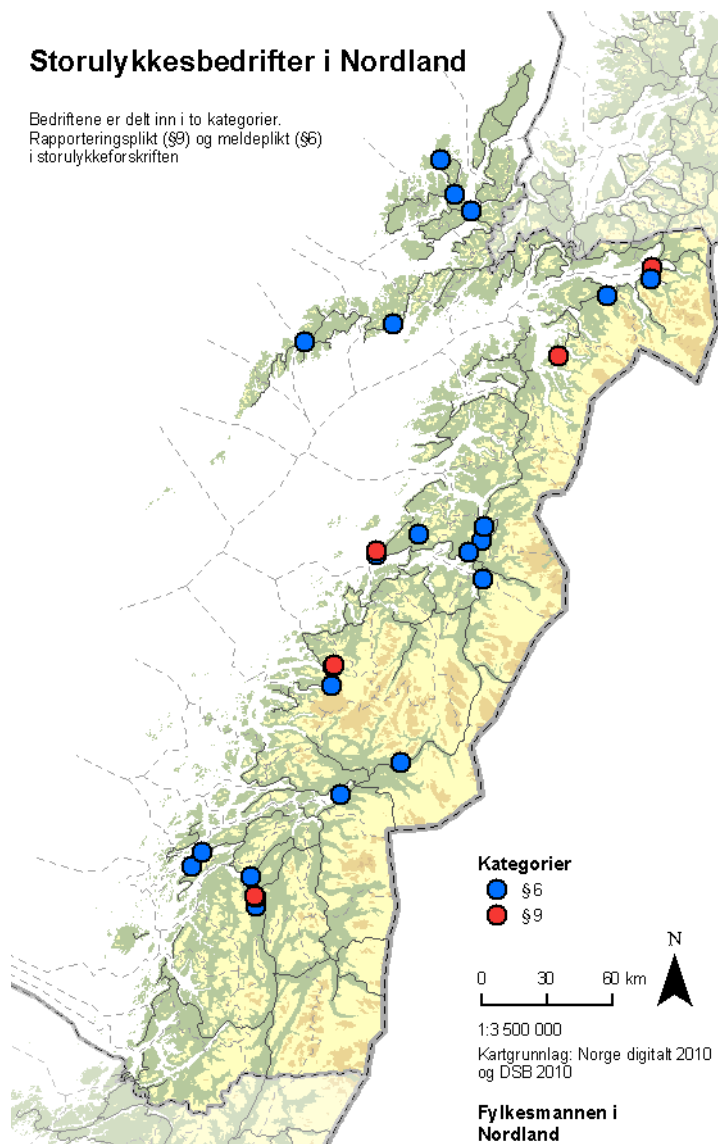 Storulykkesbedrifter i Nordland
Bedriftene er delt inn i to kategorier.
Rapporteringsplikt (§9) og meldeplikt (§6)
i storulykkeforskriften
Kategorier
§6
§9
N
0 30 60 km
1:3 500 000
Kartgrunnlag: Norge digitalt 2010
og DSB 2010
Fylkesmannen i
Nordland